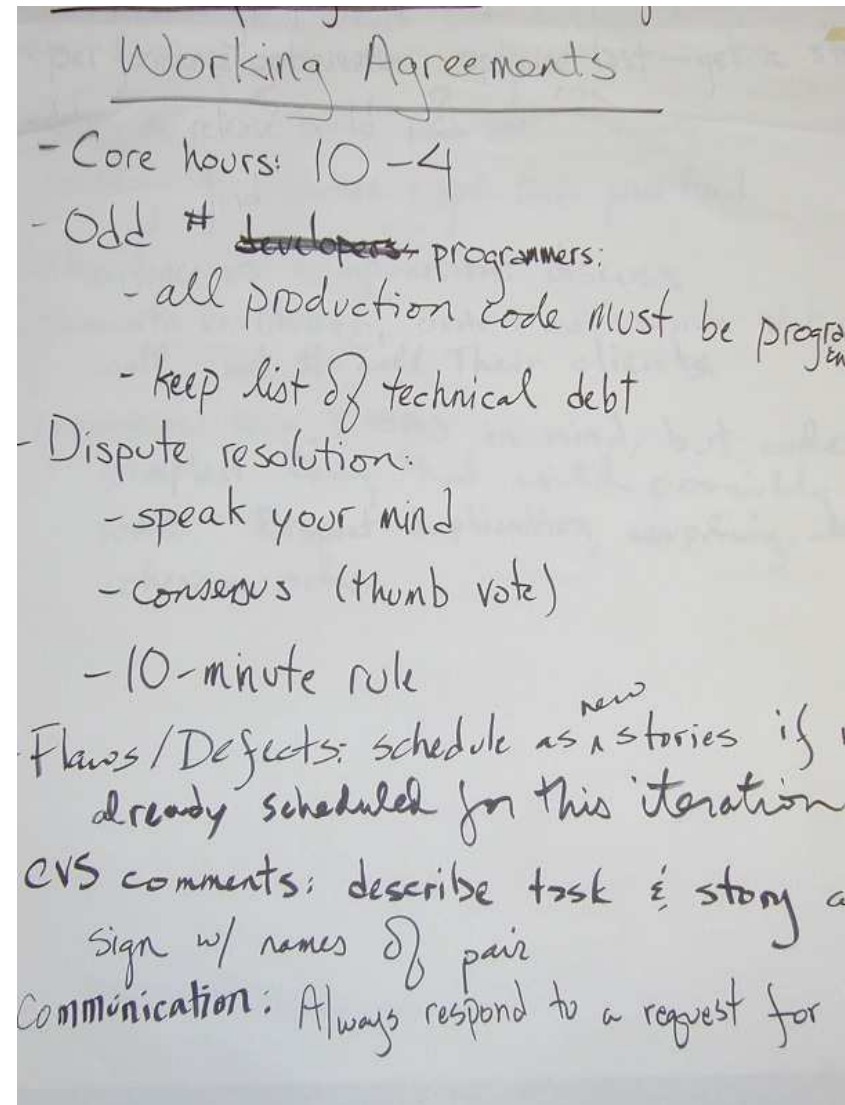 Working Agreements
- Core hours: 10-4
- Odd # developers programmers:
- all production code must be progra
- keep list of technical debt
- Dispute resolution:
- speak your mind
- consenus (thumb vote)
- 10-minute rule
- Flaws/Defects: schedule as new stories if
already scheduled for this iteration
CVS comments: describe task & story
sign w/ names of pair
Communication: Always respond to a request for